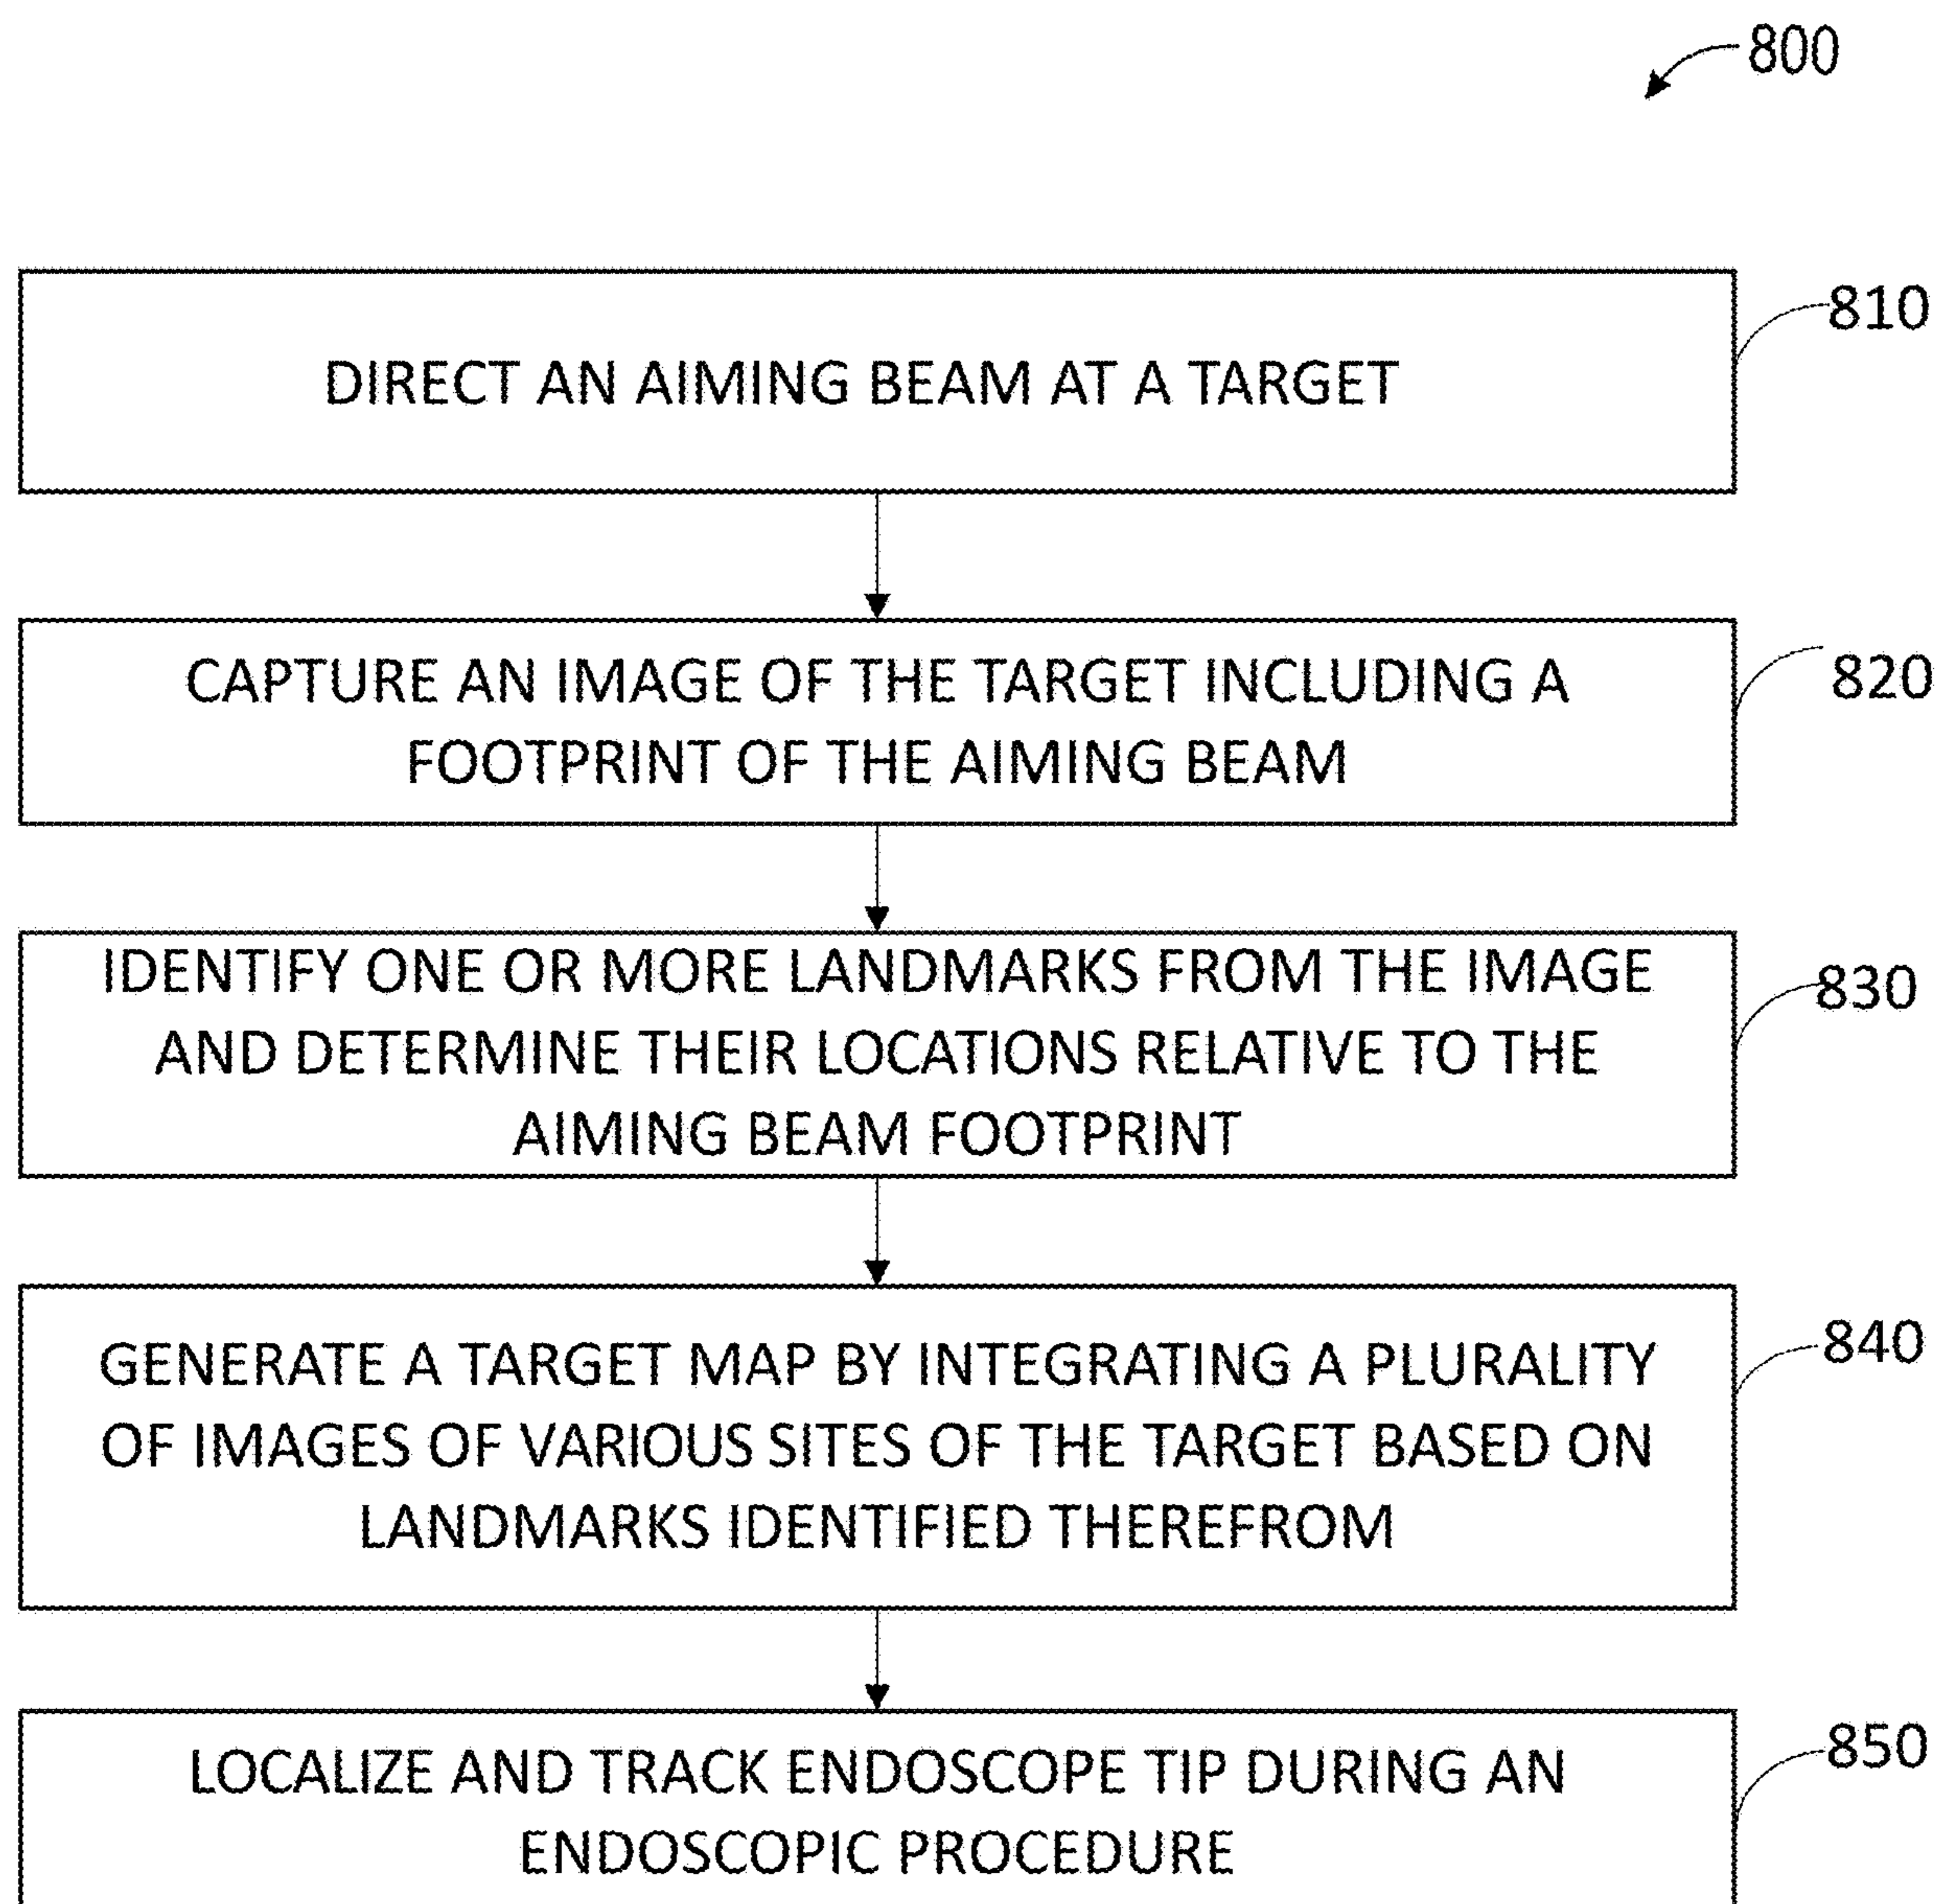 800
810
DIRECT AN AIMING BEAM AT A TARGET
820
CAPTURE AN IMAGE OF THE TARGET INCLUDING A
FOOTPRINT OF THE AIMING BEAM
830
IDENTIFY ONE OR MORE LANDMARKS FROM THE IMAGE
AND DETERMINE THEIR LOCATIONS RELATIVE TO THE
AIMING BEAM FOOTPRINT
840
GENERATE A TARGET MAP BY INTEGRATING A PLURALITY
OF IMAGES OF VARIOUS SITES OF THE TARGET BASED ON
LANDMARKS IDENTIFIED THEREFROM
850
LOCALIZE AND TRACK ENDOSCOPE TIP DURING AN
ENDOSCOPIC PROCEDURE